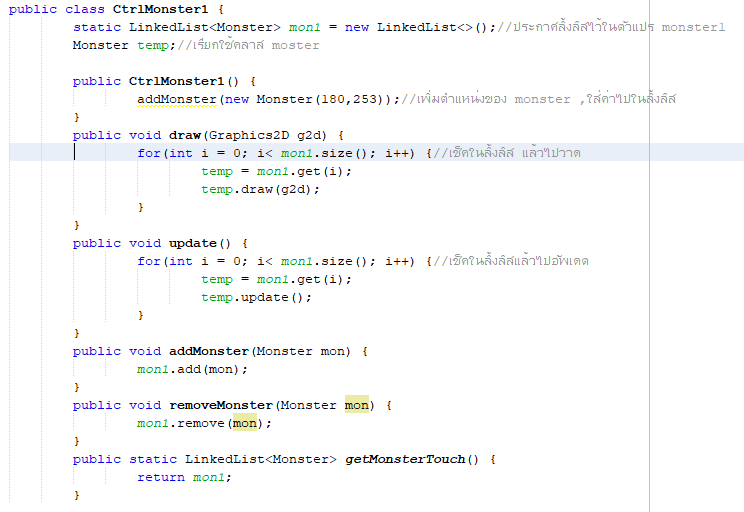 public class CtrlMonster1 {
static LinkedList<Monster> mon1 = new LinkedList<>();//ประกาศลิ้งลิสไว้ในตัวแปร monster1
Monster temp;//เรียกใช้คลาส moster
public CtrlMonster1() {
addMonster(new Monster(180,253));//เพิ่มตำแหน่งของ monster ,ใส่ค่าไปในลิ้งลิส
}
public void draw(Graphics2D g2d) {
for(int i = 0; i< mon1.size(); i++) {//เช็คในลิ้งลิส แล้วไปวาด
temp = mon1.get(i);
temp.draw(g2d);
}
}
public void update() {
for(int i = 0; i< mon1.size(); i++) {//เช็คในลิ้งลิสแล้วไปอัพเดด
temp = mon1.get(i);
temp.update();
}
}
public void addMonster(Monster mon) {
mon1.add(mon);
}
public void removeMonster(Monster mon) {
mon1.remove(mon);
}
public static LinkedList<Monster> getMonsterTouch() {
return mon1;
}